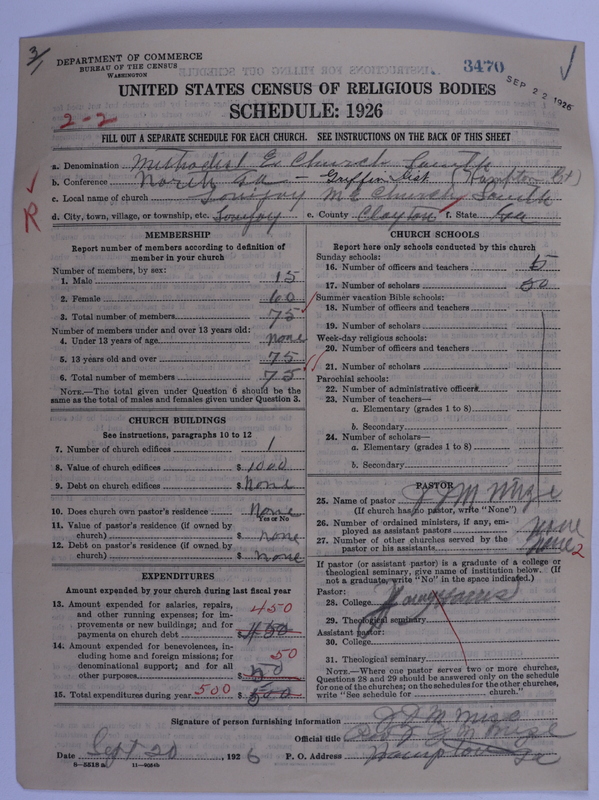 3/
DEPARTMENT OF COMMERCE
BUREAU OF THE CENSUS
WASHINGTON
3470
SEP 22 1926
UNITED STATES CENSUS OF RELIGIOUS BODIES
SCHEDULE: 1926
2-2
FILL OUT A SEPARATE SCHEDULE FOR EACH CHURCH. SEE INSTRUCTIONS ON THE BACK OF THIS SHEET
a. Denomination Methodist E. Church South
b. Conference North Ga — Griffin Dist (Hampton Ct)
c. Local name of church Lovejoy M E Church South
R
d. City, town, village, or township, etc. Lovejoy e. County Clayton f. State Ga
MEMBERSHIP
Report number of members according to definition of
member in your church
Number of members, by sex:
1. Male 15
2. Female 60
3. Total number of members 75
Number of members under and over 13 years old:
4. Under 13 years of age none
5. 13 years old and over 75
6. Total number of members 75
NOTE.—The total given under Question 6 should be the
same as the total of males and females given under Question 3.
CHURCH BUILDINGS
See instructions, paragraphs 10 to 12
7. Number of church edifices 1
8. Value of church edifices $ 1000
9. Debt on church edifices $ None
10. Does church own pastor's residence None
Yes or No
11. Value of pastor's residence (if owned by
church) $ none
12. Debt on pastor's residence (if owned by
church) $ none
EXPENDITURES
Amount expended by your church during last fiscal year
13. Amount expended for salaries, repairs, 450
and other running expenses; for im-
provements or new buildings; and for
payments on church debt $ 450
14. Amount expended for benevolences, in-
cluding home and foreign missions; for 50
denominational support; and for all
other purposes $ 50
15. Total expenditures during year 500 $ 500
CHURCH SCHOOLS
Report here only schools conducted by this church
Sunday schools:
16. Number of officers and teachers 5
17. Number of scholars 50
Summer vacation Bible schools:
18. Number of officers and teachers
19. Number of scholars
Week-day religious schools:
20. Number of officers and teachers
21. Number of scholars
Parochial schools:
22. Number of administrative officers
23. Number of teachers—
a. Elementary (grades 1 to 8)
b. Secondary
24. Number of scholars—
a. Elementary (grades 1 to 8)
b. Secondary
PASTOR
25. Name of pastor J J M Mize
(If church has no pastor, write "None")
26. Number of ordained ministers, if any, em-
ployed as assistant pastors none
27. Number of other churches served by the
pastor or his assistants none 2
If pastor (or assistant pastor) is a graduate of a college or
theological seminary, give name of institution below. (If
not a graduate, write "No" in the space indicated.)
Pastor:
28. College Young Harris
29. Theological seminary
Assistant pastor:
30. College
31. Theological seminary
NOTE.—Where one pastor serves two or more churches,
Questions 28 and 29 should be answered only on the schedule
for one of the churches; on the schedules for the other churches,
write "See schedule for church."
Signature of person furnishing information J J M Mize
Official title Rev J J M Mize
Date Sept 20 1926 P. O. Address Hampton Ga
8-5518 a 11-9054b